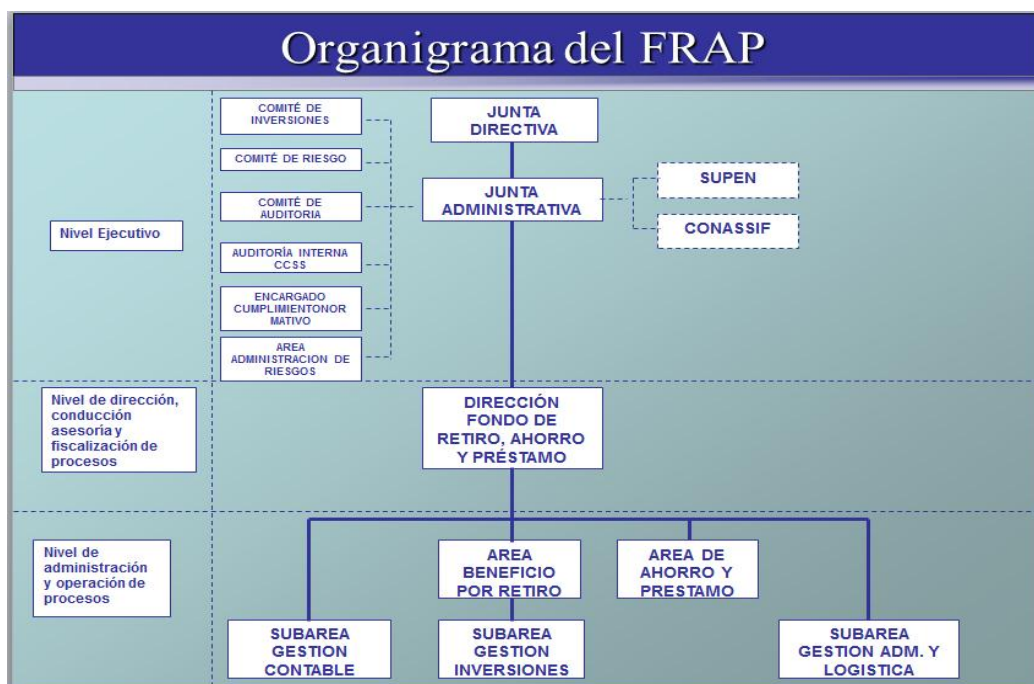 Organigrama del FRAP
COMITÉ DE
INVERSIONES
COMITÉ DE RIESGO
COMITÉ DE
AUDITORIA
AUDITORÍA INTERNA
CCSS
ENCARGADO
CUMPLIMIENTONOR
MATIVO
AREA
ADMINISTRACION DE
RIESGOS
JUNTA
DIRECTIVA
JUNTA
ADMINISTRATIVA
SUPEN
CONASSIF
Nivel Ejecutivo
Nivel de dirección,
conducción
asesoría y
fiscalización de
procesos
DIRECCIÓN
FONDO DE
RETIRO, AHORRO
Y PRÉSTAMO
Nivel de
administración
y operación de
procesos
AREA
BENEFICIO
POR RETIRO
AREA DE
AHORRO Y
PRESTAMO
SUBAREA
GESTION
CONTABLE
SUBAREA
GESTION
INVERSIONES
SUBAREA
GESTION ADM. Y
LOGISTICA